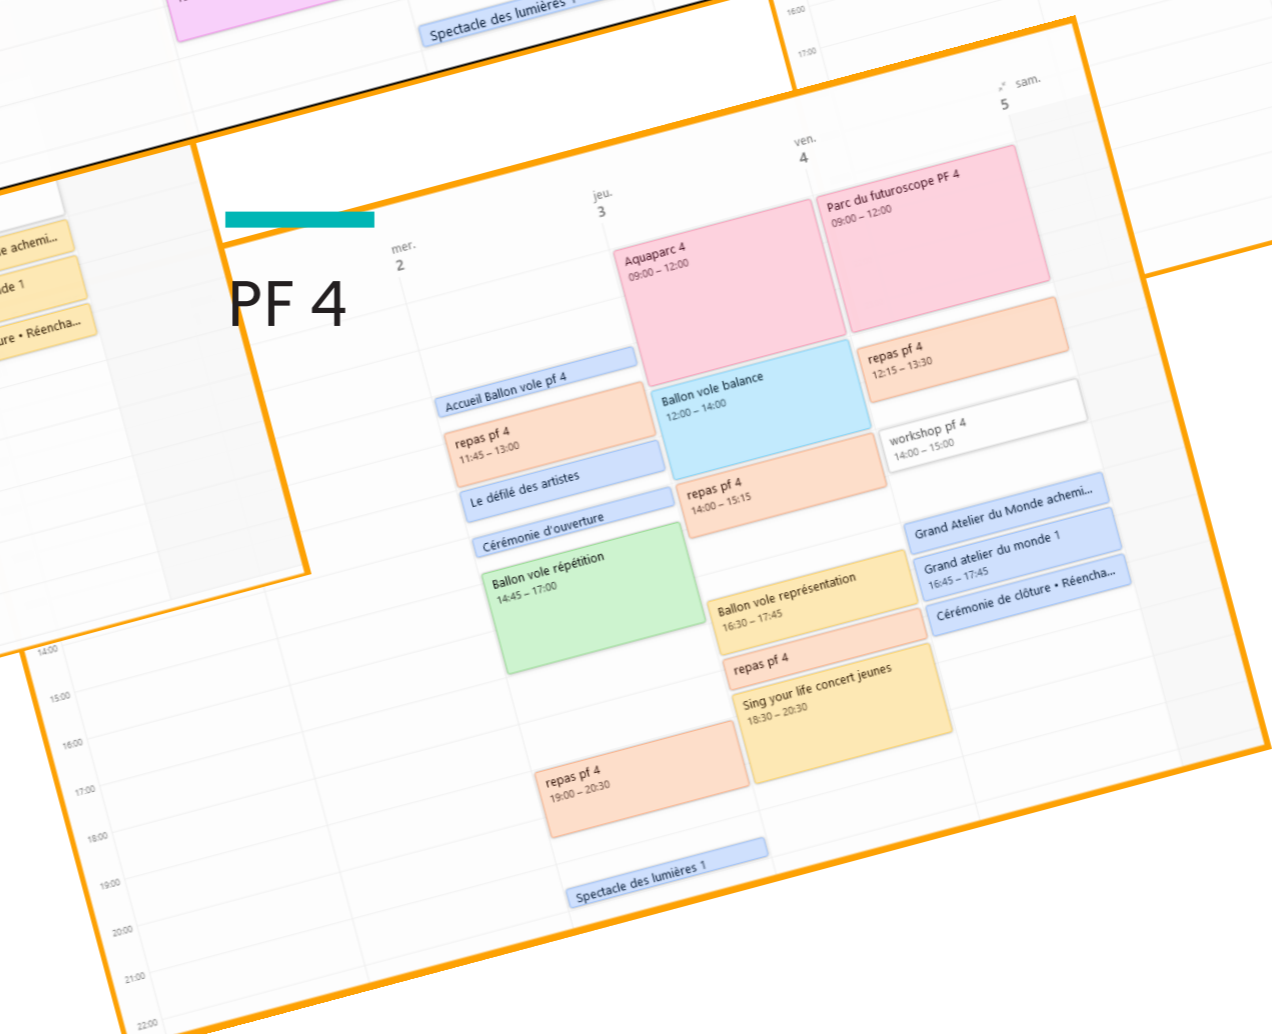 Spectacle des lumières
16:00
17:00
le achemi...
de 1
ure • Réencha...
PF 4
mer.
2
jeu.
3
ven.
4
sam.
5
Accueil Ballon vole pf 4
repas pf 4
11:45 – 13:00
Le défilé des artistes
Cérémonie d'ouverture
Ballon vole répétition
14:45 – 17:00
repas pf 4
19:00 – 20:30
Spectacle des lumières 1
Aquaparc 4
09:00 – 12:00
Ballon vole balance
12:00 – 14:00
repas pf 4
14:00 – 15:15
Ballon vole représentation
16:30 – 17:45
repas pf 4
Sing your life concert jeunes
18:30 – 20:30
Parc du futuroscope PF 4
09:00 – 12:00
repas pf 4
12:15 – 13:30
workshop pf 4
14:00 – 15:00
Grand Atelier du Monde achemi...
Grand atelier du monde 1
16:45 – 17:45
Cérémonie de clôture • Réencha...
14:00
15:00
16:00
17:00
18:00
19:00
20:00
21:00
22:00